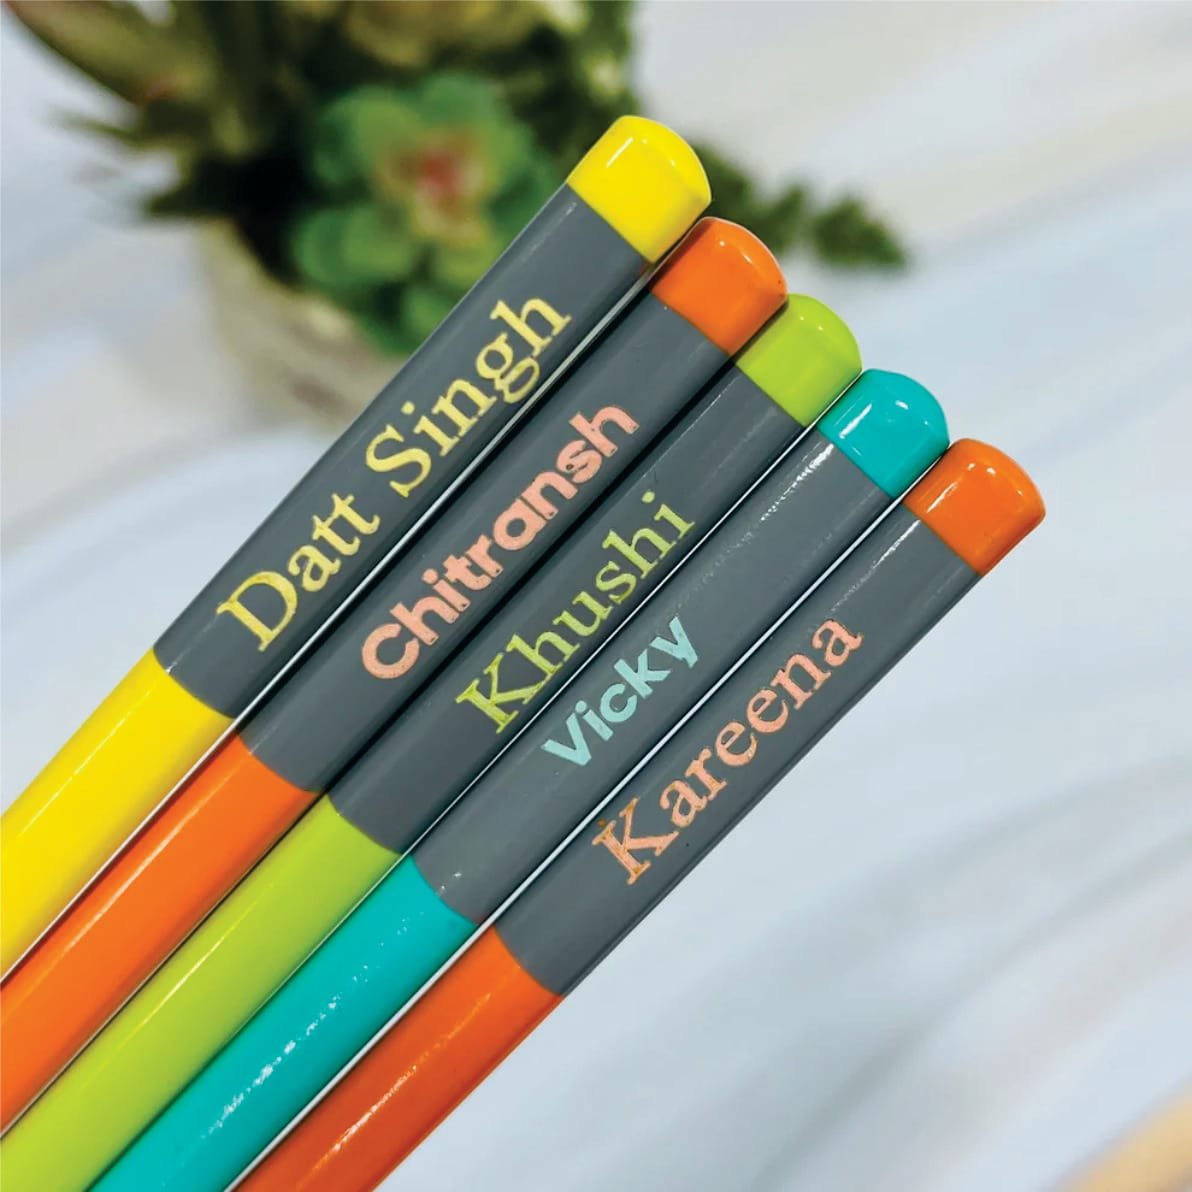 Datt Singh
Chitransh
Khushi
Vicky
Kareena